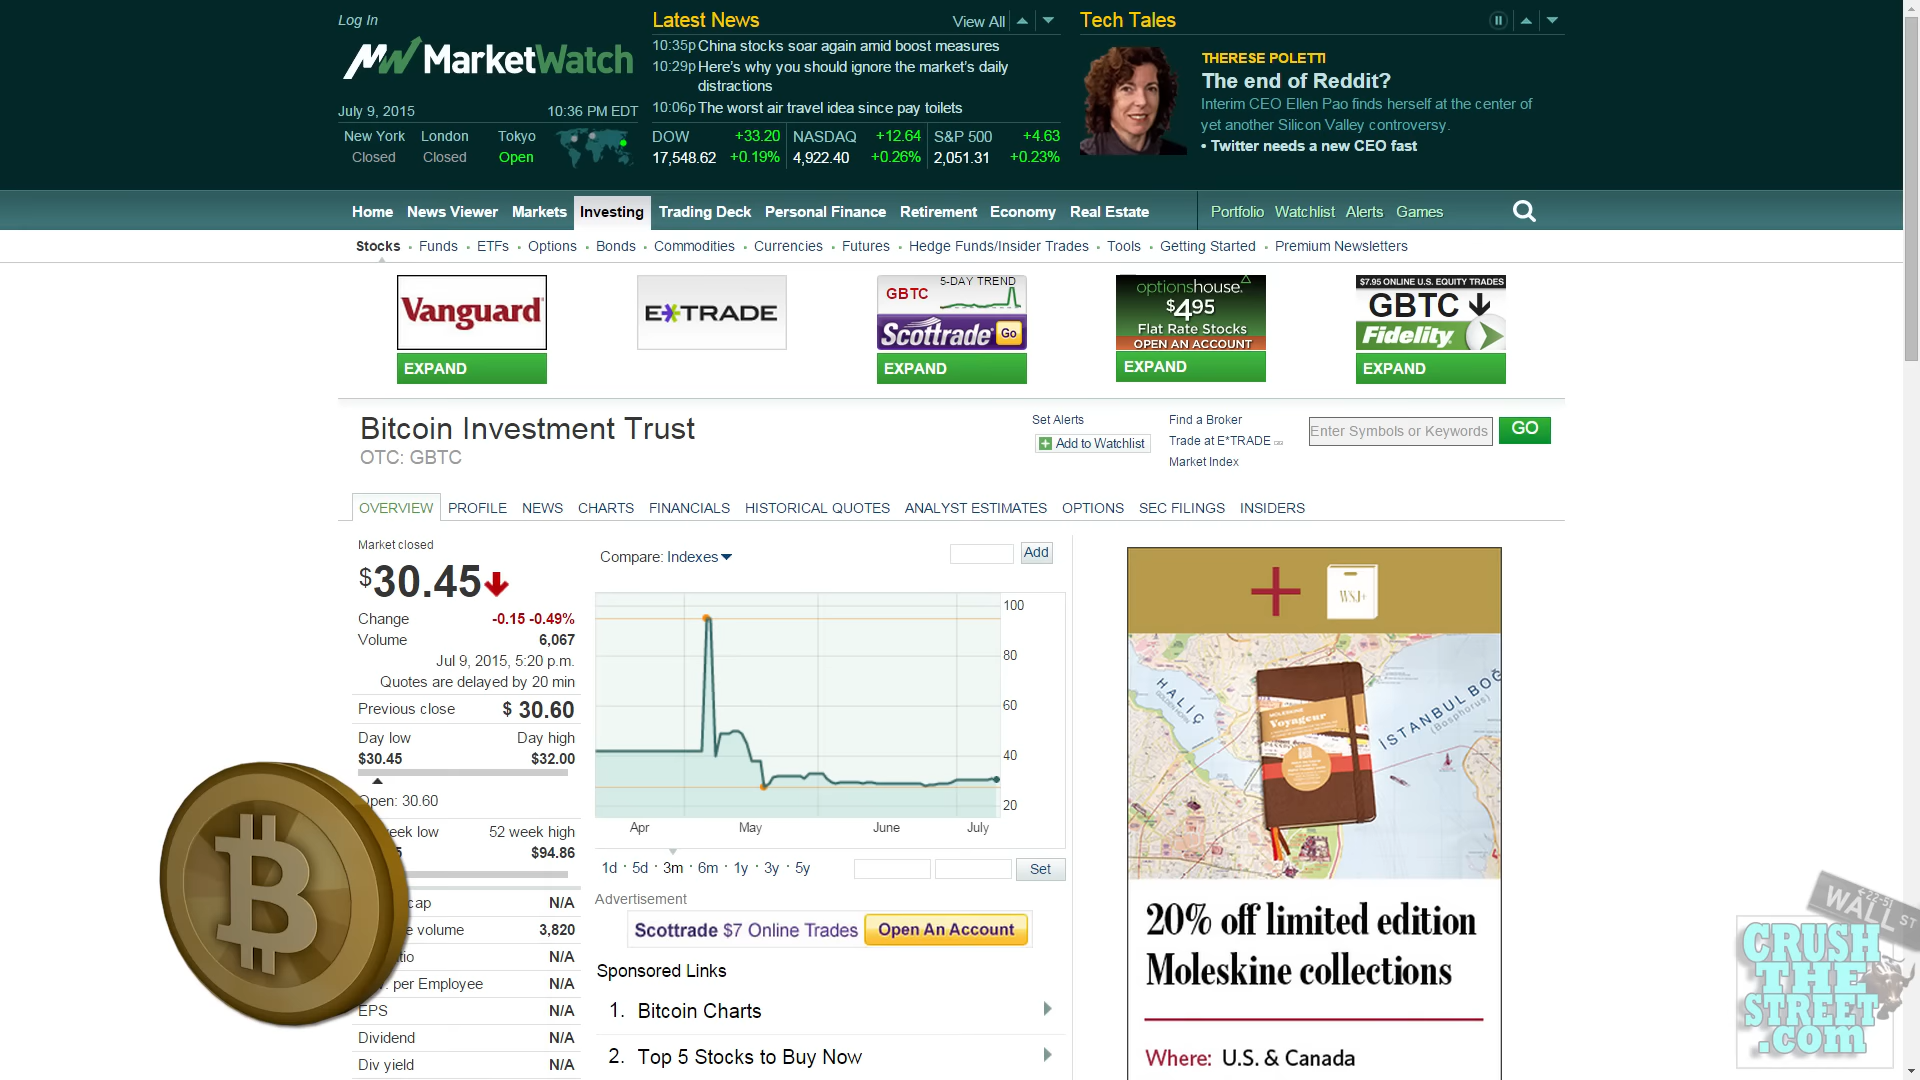 Log In
MarketWatch
July 9, 2015 10:36 PM EDT
New York London Tokyo
Closed Closed Open
Latest News View All
10:35p China stocks soar again amid boost measures
10:29p Here's why you should ignore the market's daily
distractions
10:06p The worst air travel idea since pay toilets
DOW +33.20 NASDAQ +12.64 S&P 500 +4.63
17,548.62 +0.19% 4,922.40 +0.26% 2,051.31 +0.23%
Tech Tales
THERESE POLETTI
The end of Reddit?
Interim CEO Ellen Pao finds herself at the center of
yet another Silicon Valley controversy.
• Twitter needs a new CEO fast
Home News Viewer Markets Investing Trading Deck Personal Finance Retirement Economy Real Estate Portfolio Watchlist Alerts Games
Stocks Funds ETFs Options Bonds Commodities Currencies Futures Hedge Funds/Insider Trades Tools Getting Started Premium Newsletters
Vanguard
EXPAND
E*TRADE
5-DAY TREND
GBTC
Scottrade Go
EXPAND
optionshouse
$4.95
Flat Rate Stocks
OPEN AN ACCOUNT
EXPAND
$7.95 ONLINE U.S. EQUITY TRADES
GBTC
Fidelity
EXPAND
Bitcoin Investment Trust
OTC: GBTC
Set Alerts
Add to Watchlist
Find a Broker
Trade at E*TRADE
Market Index
Enter Symbols or Keywords GO
OVERVIEW PROFILE NEWS CHARTS FINANCIALS HISTORICAL QUOTES ANALYST ESTIMATES OPTIONS SEC FILINGS INSIDERS
Market closed
$30.45
Change -0.15 -0.49%
Volume 6,067
Jul 9, 2015, 5:20 p.m.
Quotes are delayed by 20 min
Previous close $ 30.60
Day low Day high
$30.45 $32.00
Open: 30.60
week low 52 week high
$94.86
cap N/A
volume 3,820
N/A
per Employee N/A
EPS N/A
Dividend N/A
Div yield N/A
Compare: Indexes Add
100
80
60
40
20
Apr May June July
1d · 5d · 3m · 6m · 1y · 3y · 5y Set
Advertisement
Scottrade $7 Online Trades Open An Account
Sponsored Links
1. Bitcoin Charts
2. Top 5 Stocks to Buy Now
WSJ+
HALİÇ
(GOLDEN HORN)
İSTANBUL BOĞ
(Bosphorus)
MOLESKINE
Voyageur
20% off limited edition
Moleskine collections
Where: U.S. & Canada
B
WALL ST
CRUSH
THE
STREET
.com